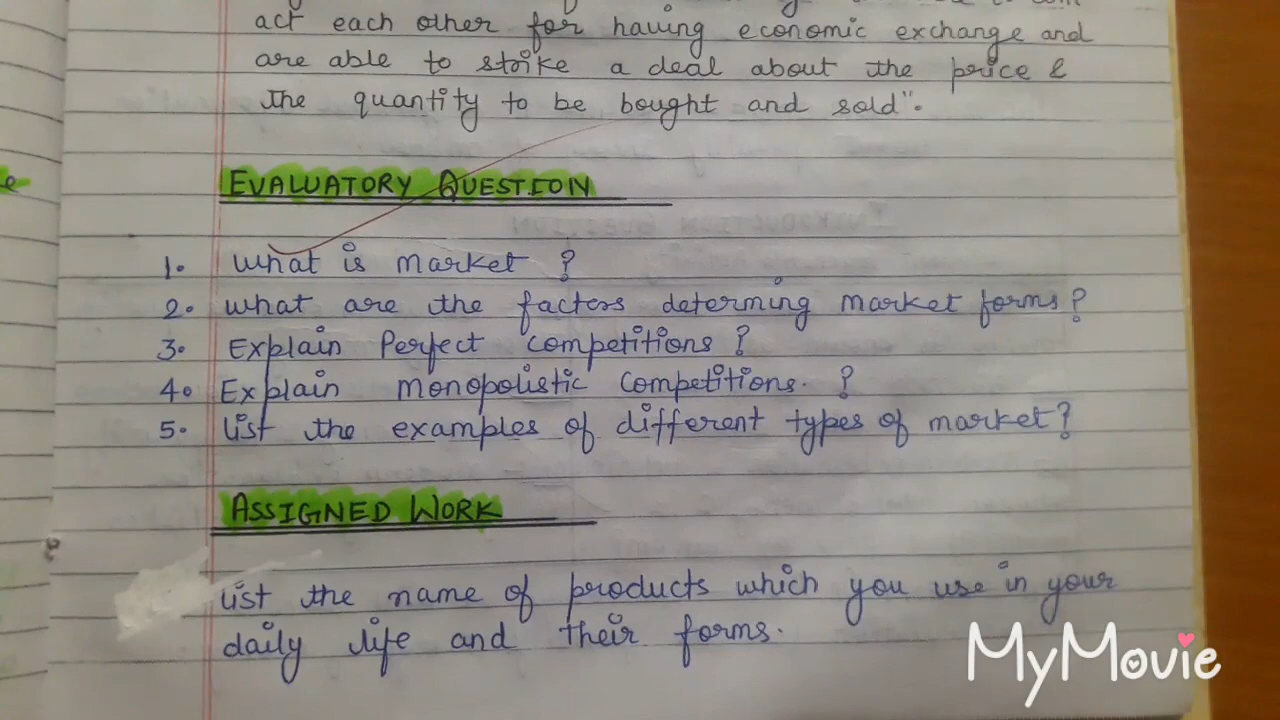 act each other for having economic exchange and
are able to strike a deal about the price &
the quantity to be bought and sold".
EVALUATORY QUESTION
1. What is market ?
2. what are the factors determing market forms?
3. Explain Perfect competitions ?
4. Explain monopolistic competitions. ?
5. list the examples of different types of market?
ASSIGNED WORK
list the name of products which you use in your
daily life and their forms.
MyMovie